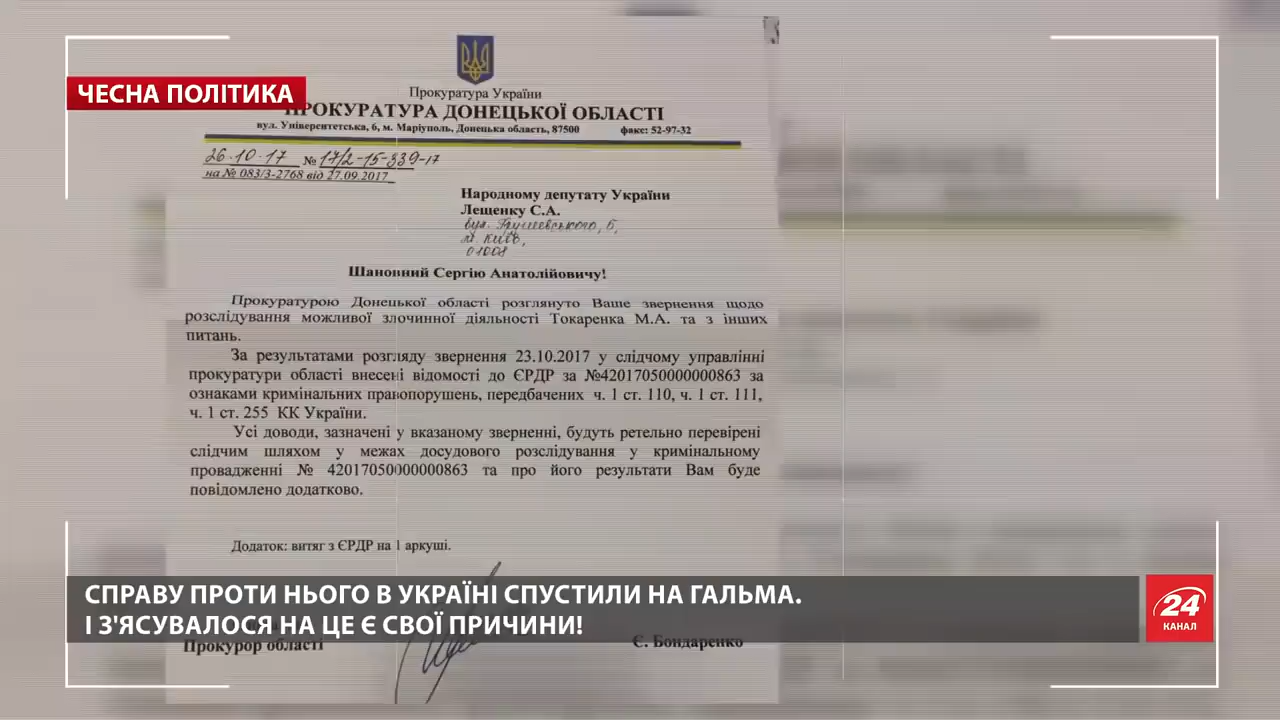 ЧЕСНА ПОЛІТИКА
Прокуратура України
ПРОКУРАТУРА ДОНЕЦЬКОЇ ОБЛАСТІ
вул. Університетська, 6, м. Маріуполь, Донецька область, 87500 факс: 52-97-32
26.10.17 № 17/2-15-339-17
на № 083/3-2768 від 27.09.2017
Народному депутату України
Лещенку С.А.
вул. Грушевського, 5,
м. Київ,
01008
Шановний Сергію Анатолійовичу!
Прокуратурою Донецької області розглянуто Ваше звернення щодо
розслідування можливої злочинної діяльності Токаренка М.А. та з інших
питань.
За результатами розгляду звернення 23.10.2017 у слідчому управлінні
прокуратури області внесені відомості до ЄРДР за №42017050000000863 за
ознаками кримінальних правопорушень, передбачених ч. 1 ст. 110, ч. 1 ст. 111,
ч. 1 ст. 255 КК України.
Усі доводи, зазначені у вказаному зверненні, будуть ретельно перевірені
слідчим шляхом у межах досудового розслідування у кримінальному
провадженні № 42017050000000863 та про його результати Вам буде
повідомлено додатково.
Додаток: витяг з ЄРДР на 1 аркуші.
СПРАВУ ПРОТИ НЬОГО В УКРАЇНІ СПУСТИЛИ НА ГАЛЬМА.
І З'ЯСУВАЛОСЯ НА ЦЕ Є СВОЇ ПРИЧИНИ!
24
КАНАЛ
Прокурор області Є. Бондаренко